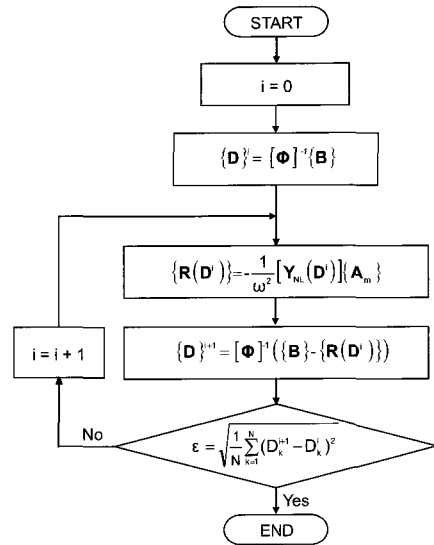 START
i = 0
{D}ⁱ = [Φ]⁻¹{B}
{R(Dⁱ)}=-1/ω² [Y_NL(Dⁱ)]{A_m}
{D}ⁱ⁺¹ = [Φ]⁻¹({B}-{R(Dⁱ)})
i = i + 1
No
ε = √(1/N ∑_{k=1}^{N} (D_k^{i+1} – D_k^i)²)
Yes
END